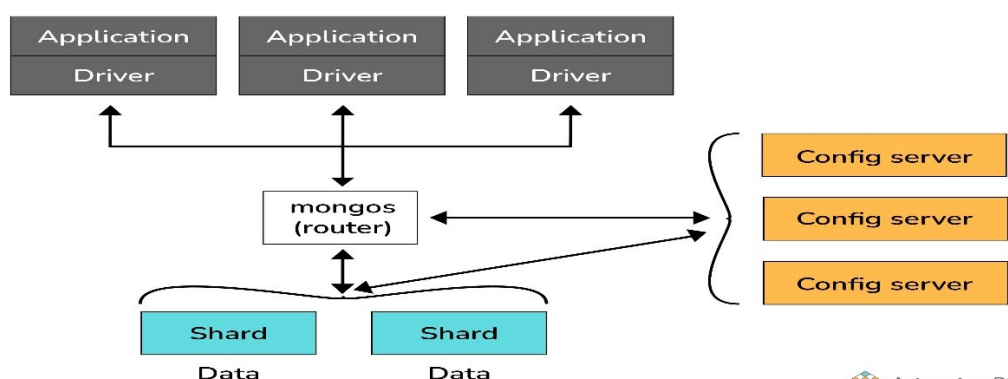 Application
Driver
Application
Driver
Application
Driver
mongos
(router)
Config server
Config server
Config server
Shard
Shard
Data
Data